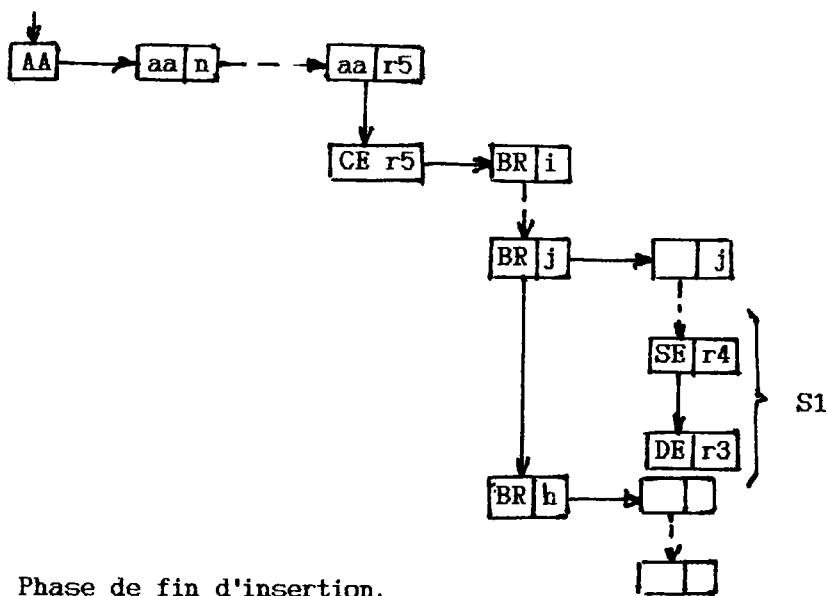 AA aa n aa r5
CE r5 BR i
BR j j
SE r4
S1
DE r3
BR h
Phase de fin d'insertion.